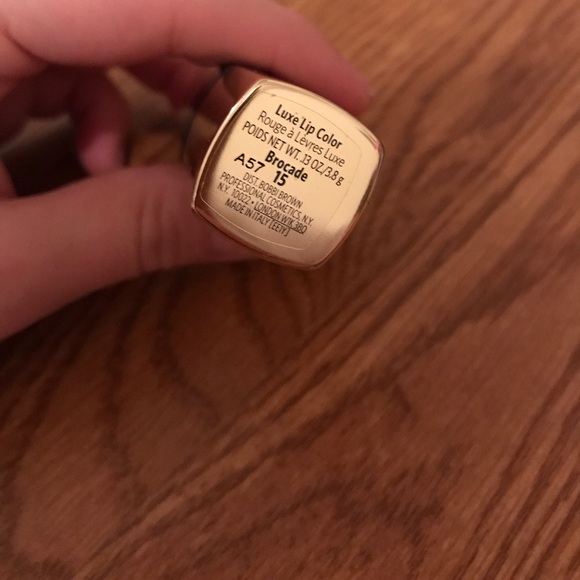 Luxe Lip Color
Rouge à Lèvres Luxe
POIDS NET WT. .13 OZ/3.8 g
Brocade
A57 15
DIST. BOBBI BROWN
PROFESSIONAL COSMETICS, N.Y.
N.Y. 10022 • LONDON W1K 3BQ
MADE IN ITALY